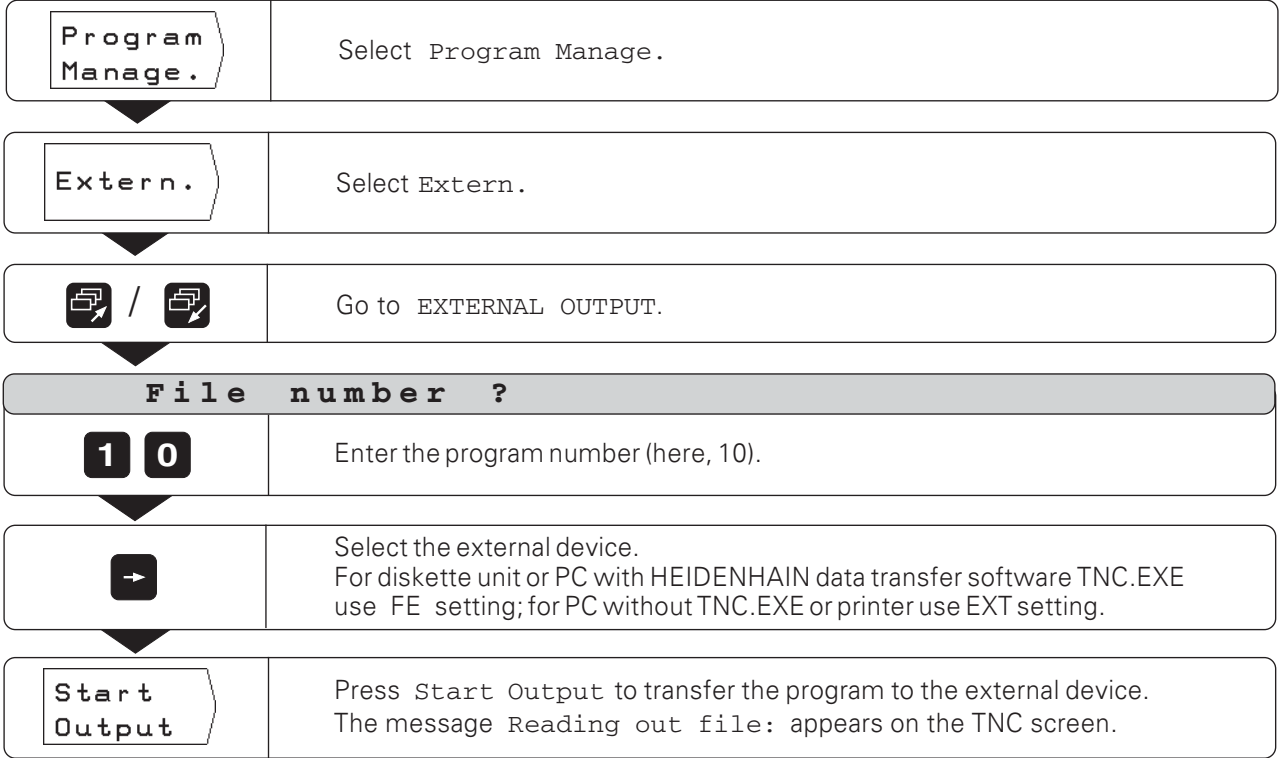 Program
Manage.
Select Program Manage.
Extern.
Select Extern.
/
Go to EXTERNAL OUTPUT.
File number ?
1 0
Enter the program number (here, 10).
Select the external device.
For diskette unit or PC with HEIDENHAIN data transfer software TNC.EXE
use FE setting; for PC without TNC.EXE or printer use EXT setting.
Start
Output
Press Start Output to transfer the program to the external device.
The message Reading out file: appears on the TNC screen.